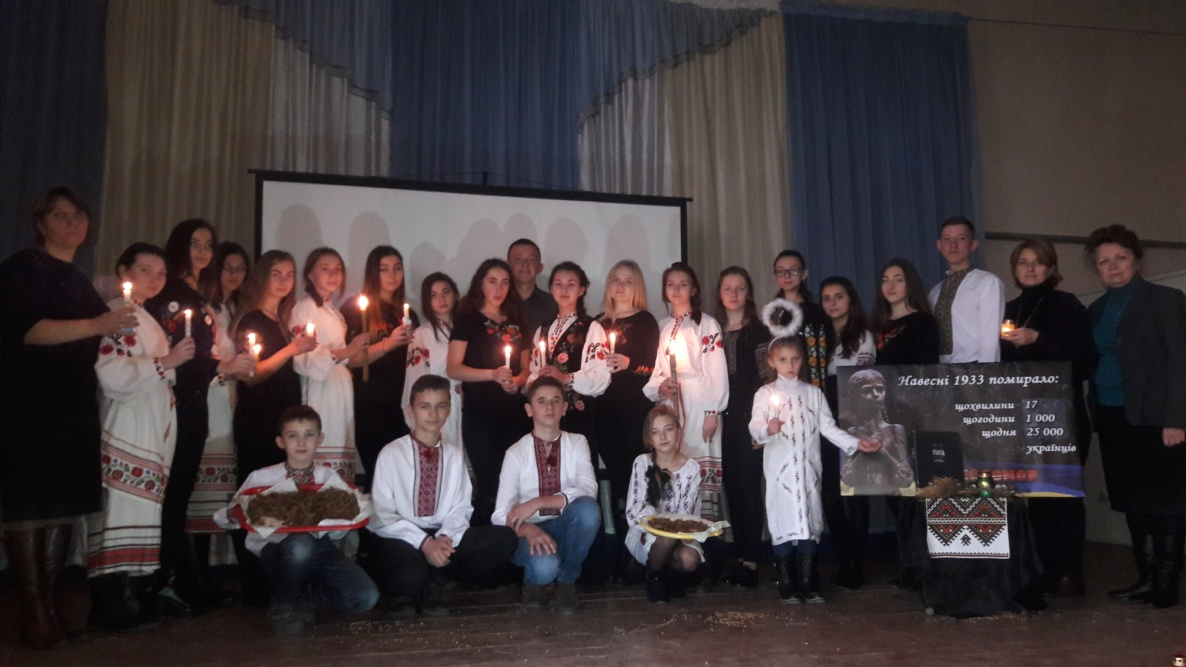 Навесні 1933 помирало:
щохвилини 17
щогодини 1 000
щодня 25 000
українців